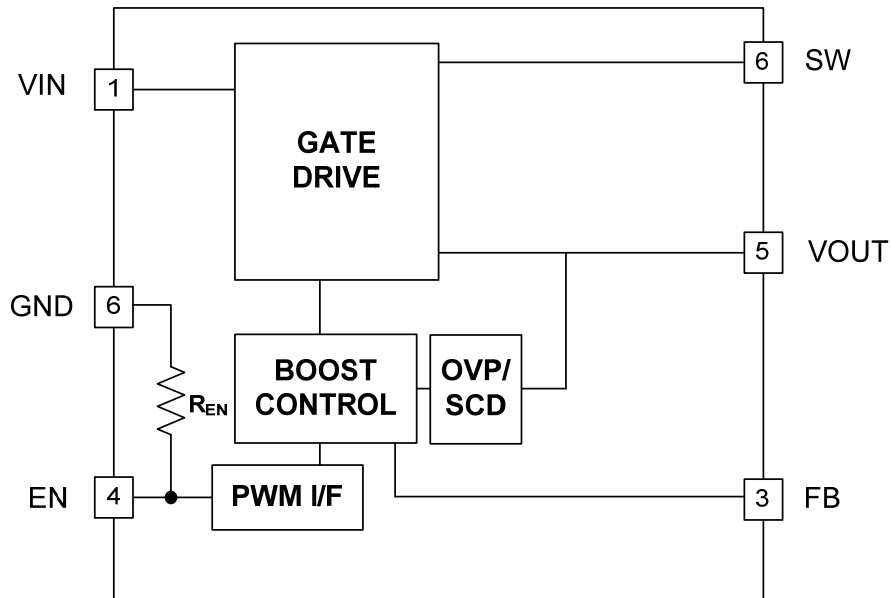 VIN
1
6
SW
GATE
DRIVE
5
VOUT
GND
6
BOOST
CONTROL
OVP/
SCD
REN
EN
4
PWM I/F
3
FB